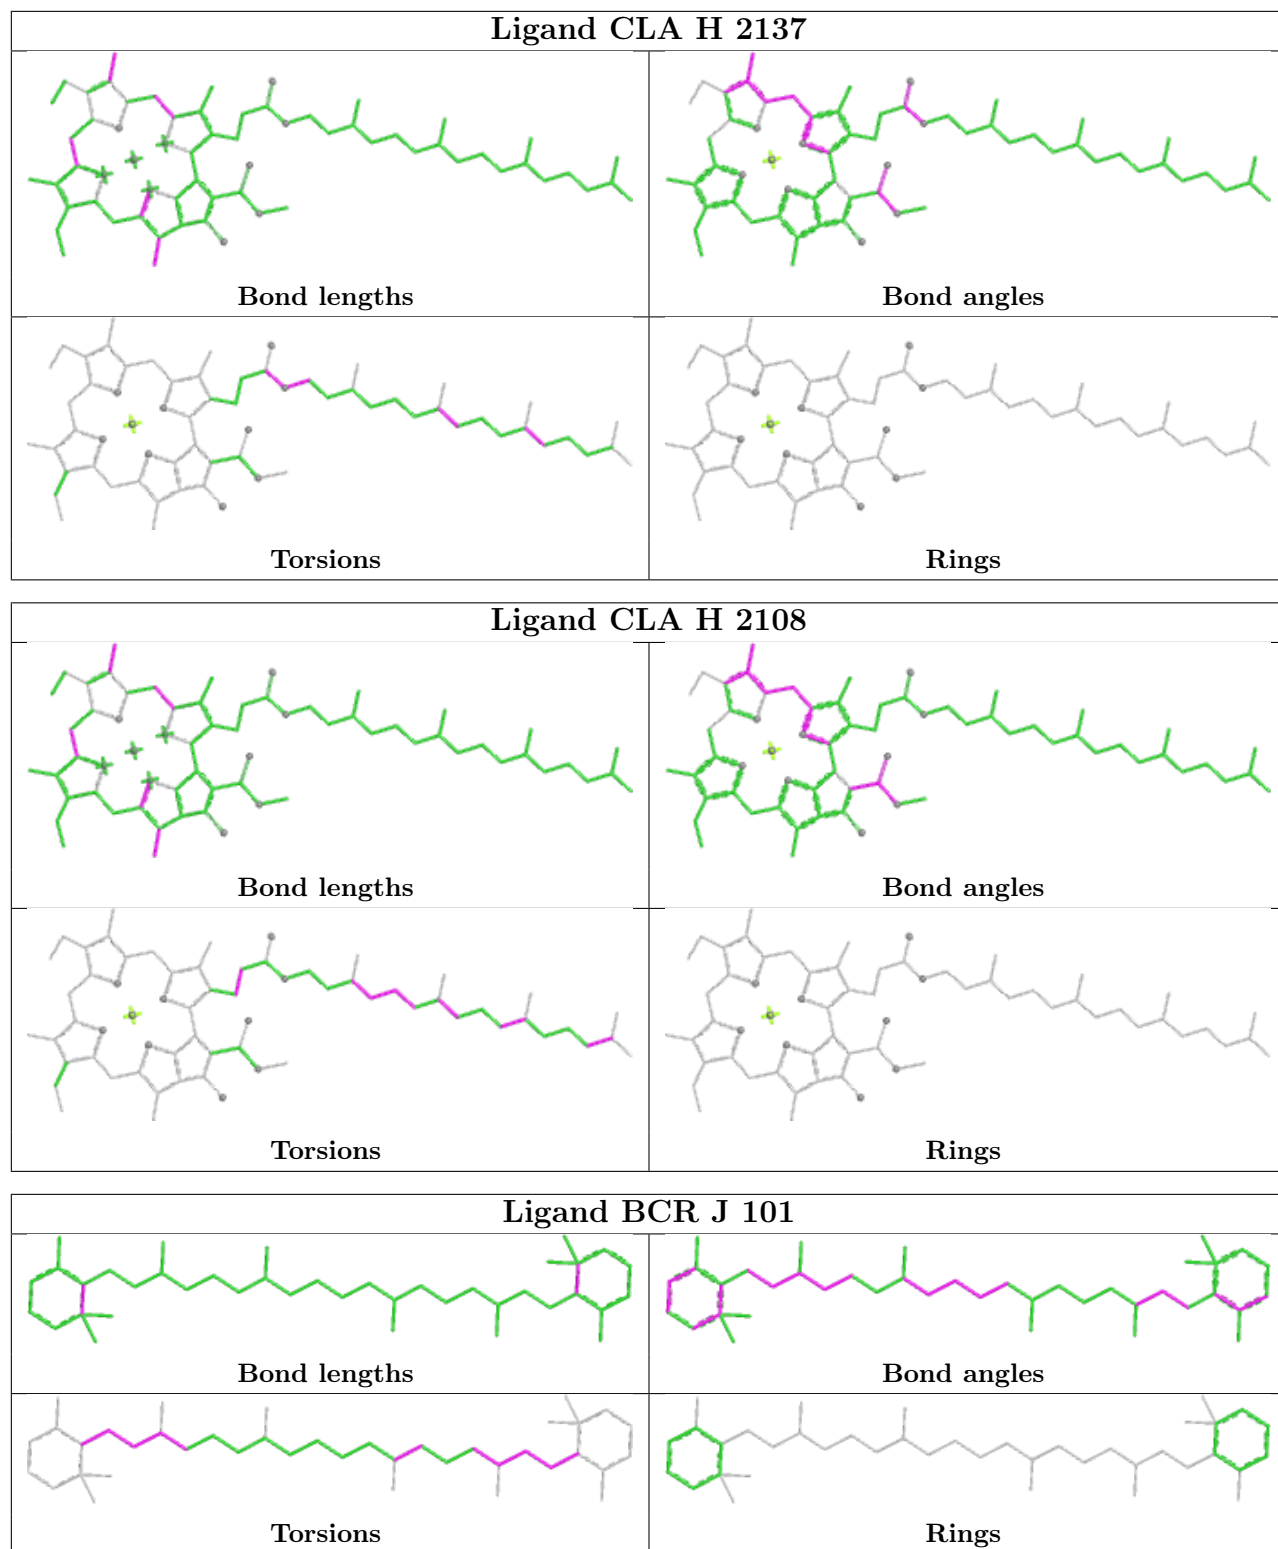 Ligand CLA H 2137
Bond lengths
Bond angles
Torsions
Rings
Ligand CLA H 2108
Bond lengths
Bond angles
Torsions
Rings
Ligand BCR J 101
Bond lengths
Bond angles
Torsions
Rings